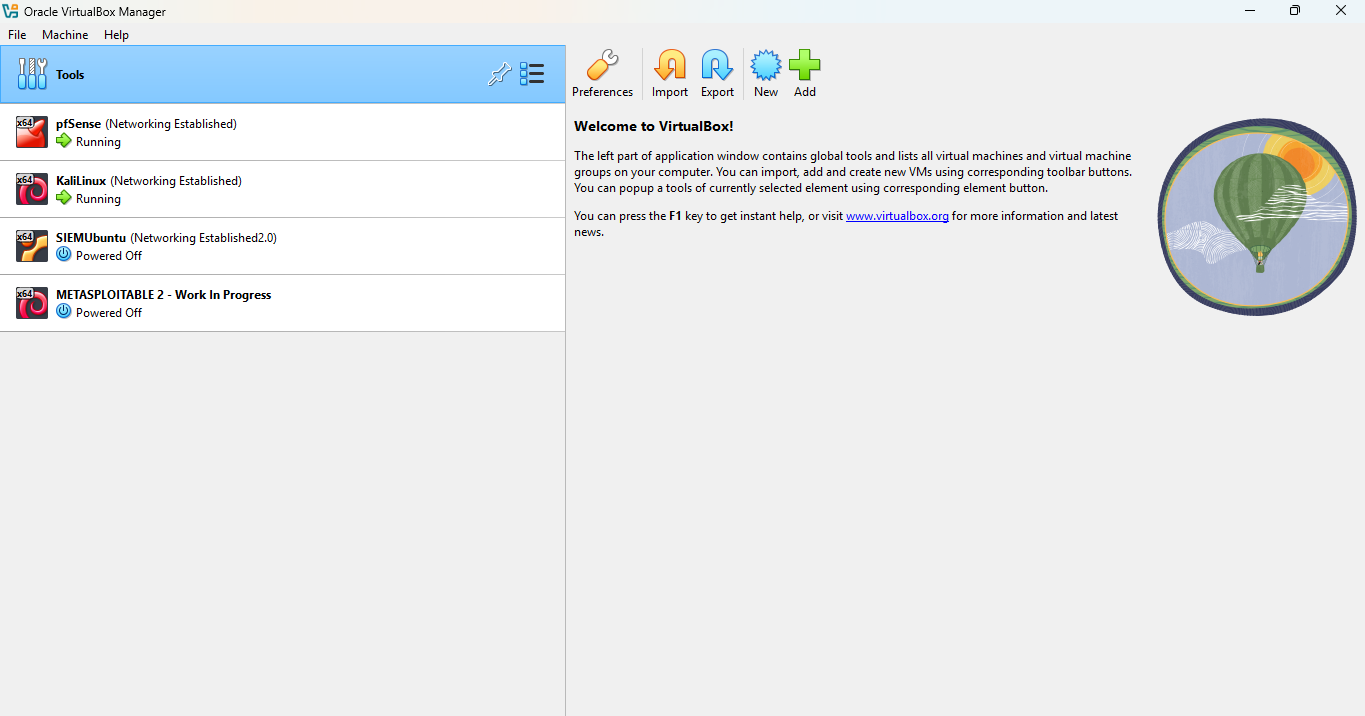 Oracle VirtualBox Manager
File Machine Help
Tools
x64
pfSense (Networking Established)
Running
x64
KaliLinux (Networking Established)
Running
x64
SIEMUbuntu (Networking Established2.0)
Powered Off
x64
METASPLOITABLE 2 - Work In Progress
Powered Off
Preferences Import Export New Add
Welcome to VirtualBox!
The left part of application window contains global tools and lists all virtual machines and virtual machine
groups on your computer. You can import, add and create new VMs using corresponding toolbar buttons.
You can popup a tools of currently selected element using corresponding element button.
You can press the F1 key to get instant help, or visit www.virtualbox.org for more information and latest
news.